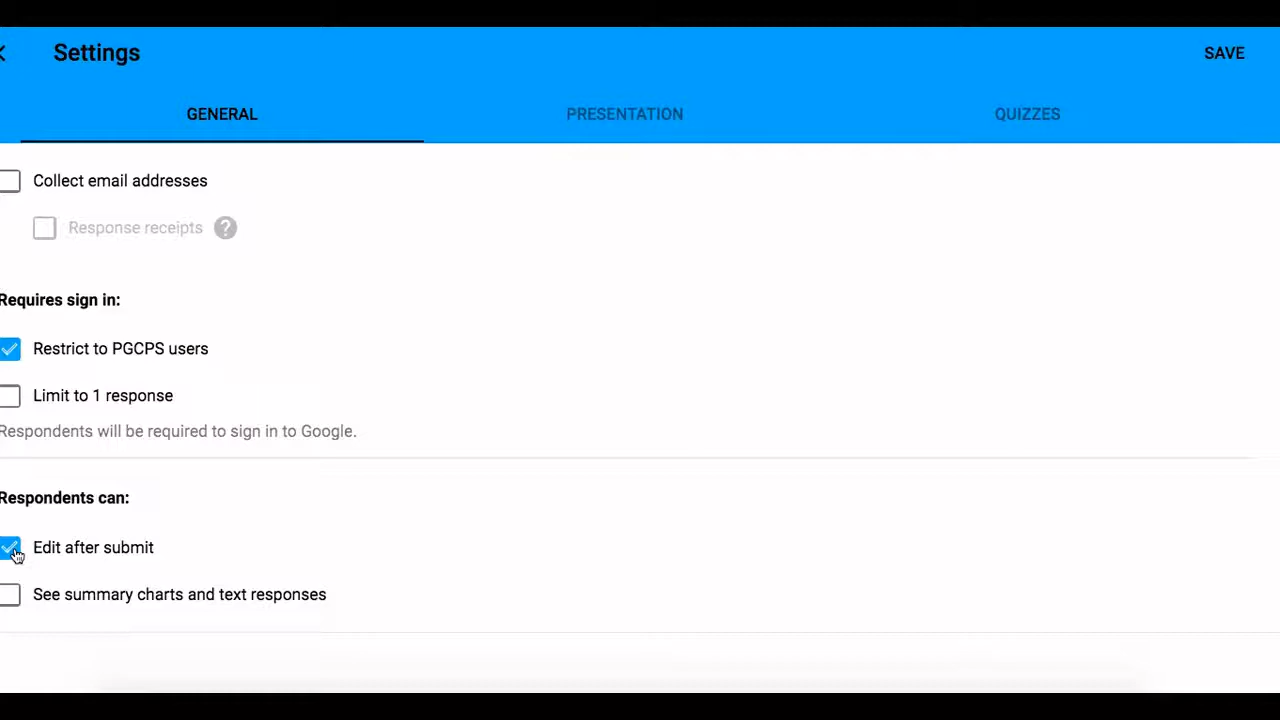 Settings
SAVE
GENERAL
PRESENTATION
QUIZZES
Collect email addresses
Response receipts ?
Requires sign in:
Restrict to PGCPS users
Limit to 1 response
Respondents will be required to sign in to Google.
Respondents can:
Edit after submit
See summary charts and text responses